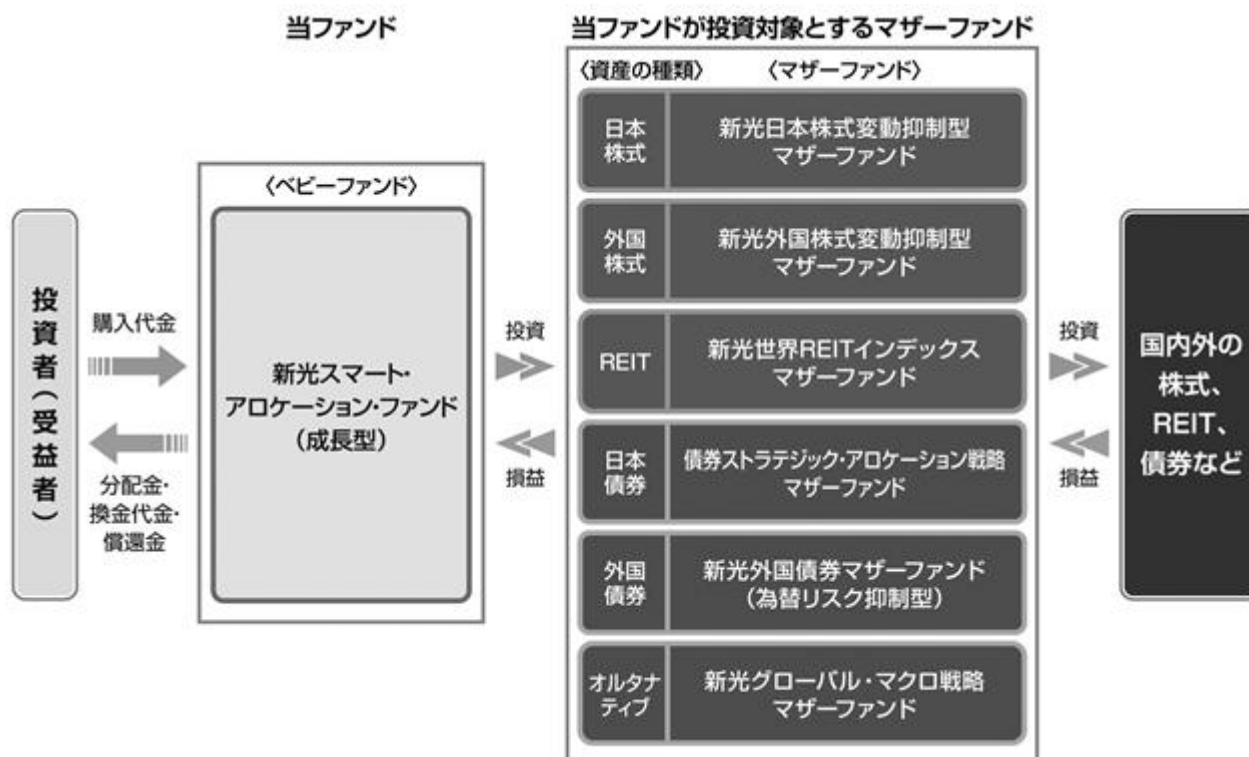 当ファンド
当ファンドが投資対象とするマザーファンド
〈資産の種類〉
〈マザーファンド〉
〈ベビーファンド〉
投資者(受益者)
購入代金
分配金・
換金代金・
償還金
新光スマート・
アロケーション・ファンド
(成長型)
投資
損益
日本
株式
新光日本株式変動抑制型
マザーファンド
外国
株式
新光外国株式変動抑制型
マザーファンド
REIT
新光世界REITインデックス
マザーファンド
日本
債券
債券ストラテジック・アロケーション戦略
マザーファンド
外国
債券
新光外国債券マザーファンド
(為替リスク抑制型)
オルタナ
ティブ
新光グローバル・マクロ戦略
マザーファンド
投資
損益
国内外の
株式、
REIT、
債券など